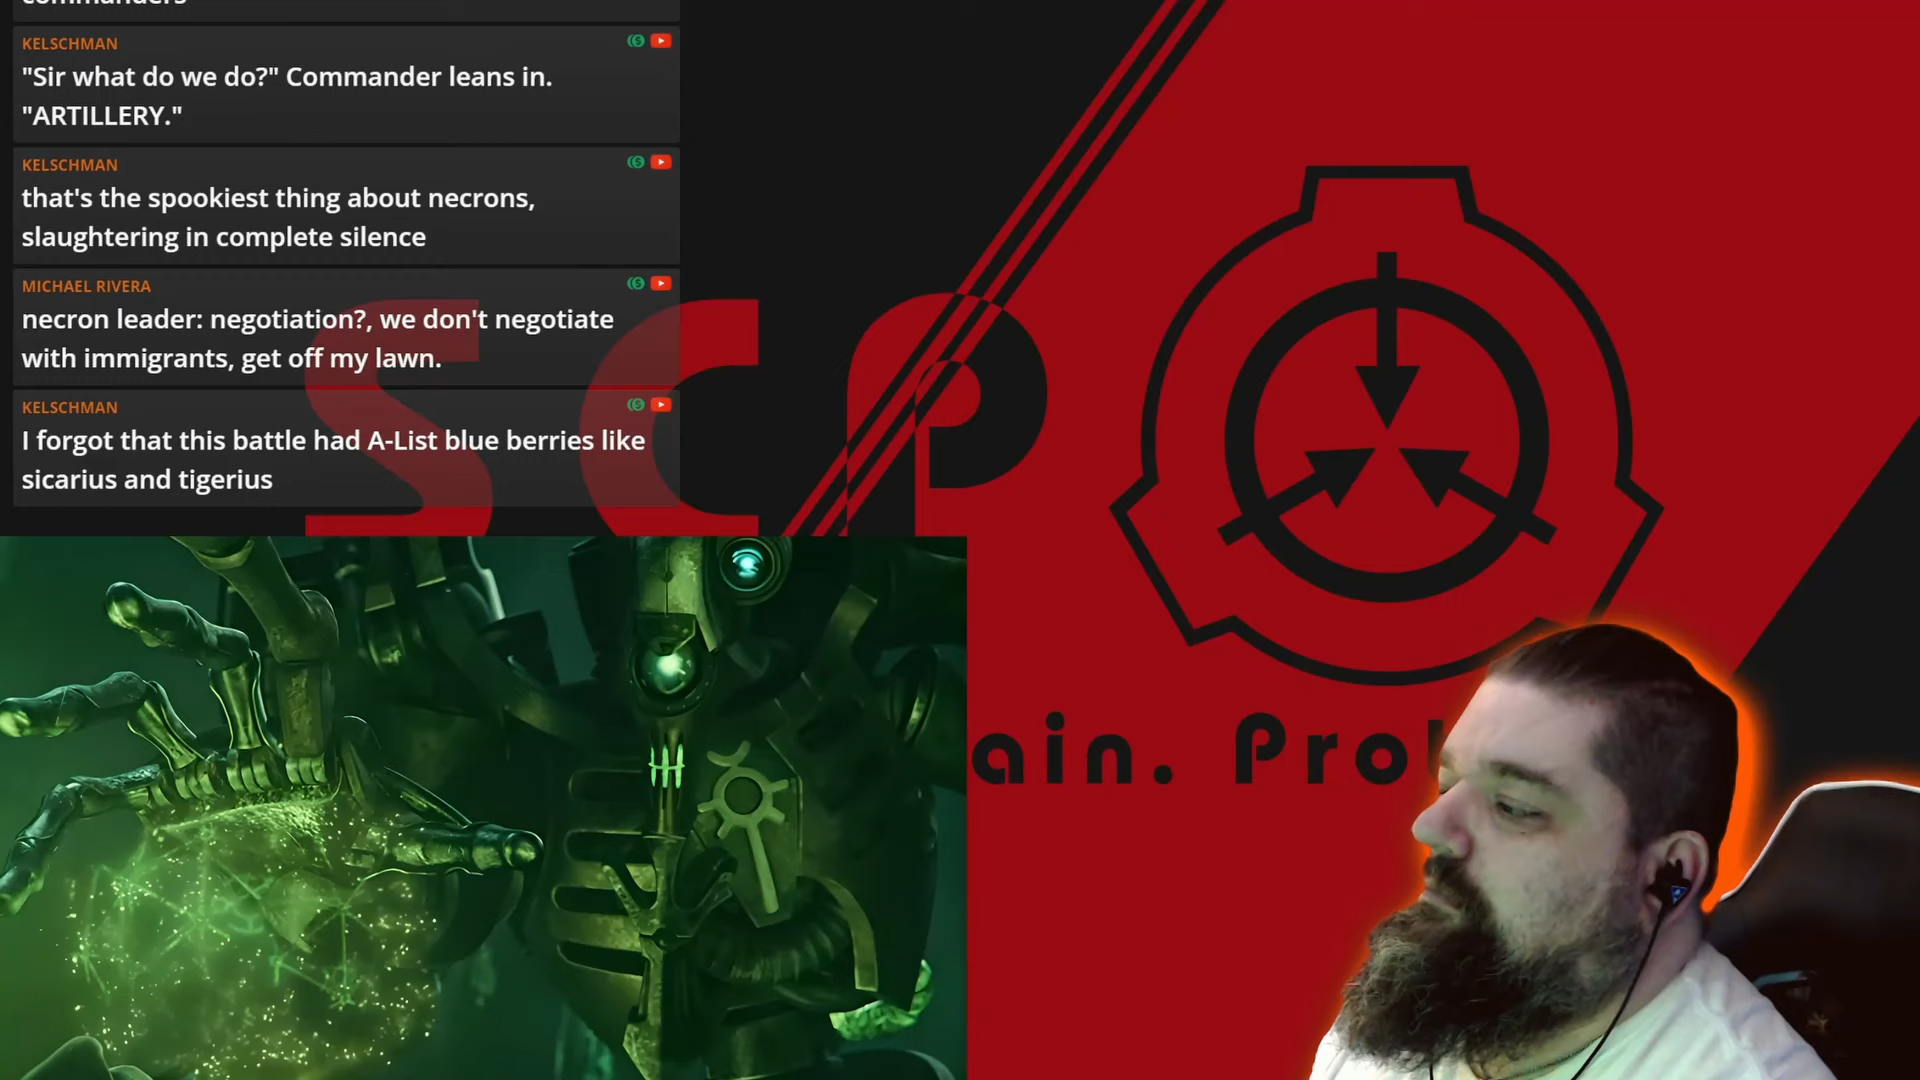 commanders
KELSCHMAN
"Sir what do we do?" Commander leans in.
"ARTILLERY."
KELSCHMAN
that's the spookiest thing about necrons,
slaughtering in complete silence
MICHAEL RIVERA
necron leader: negotiation?, we don't negotiate
with immigrants, get off my lawn.
KELSCHMAN
I forgot that this battle had A-List blue berries like
sicarius and tigerius
SCP
ain. Pro